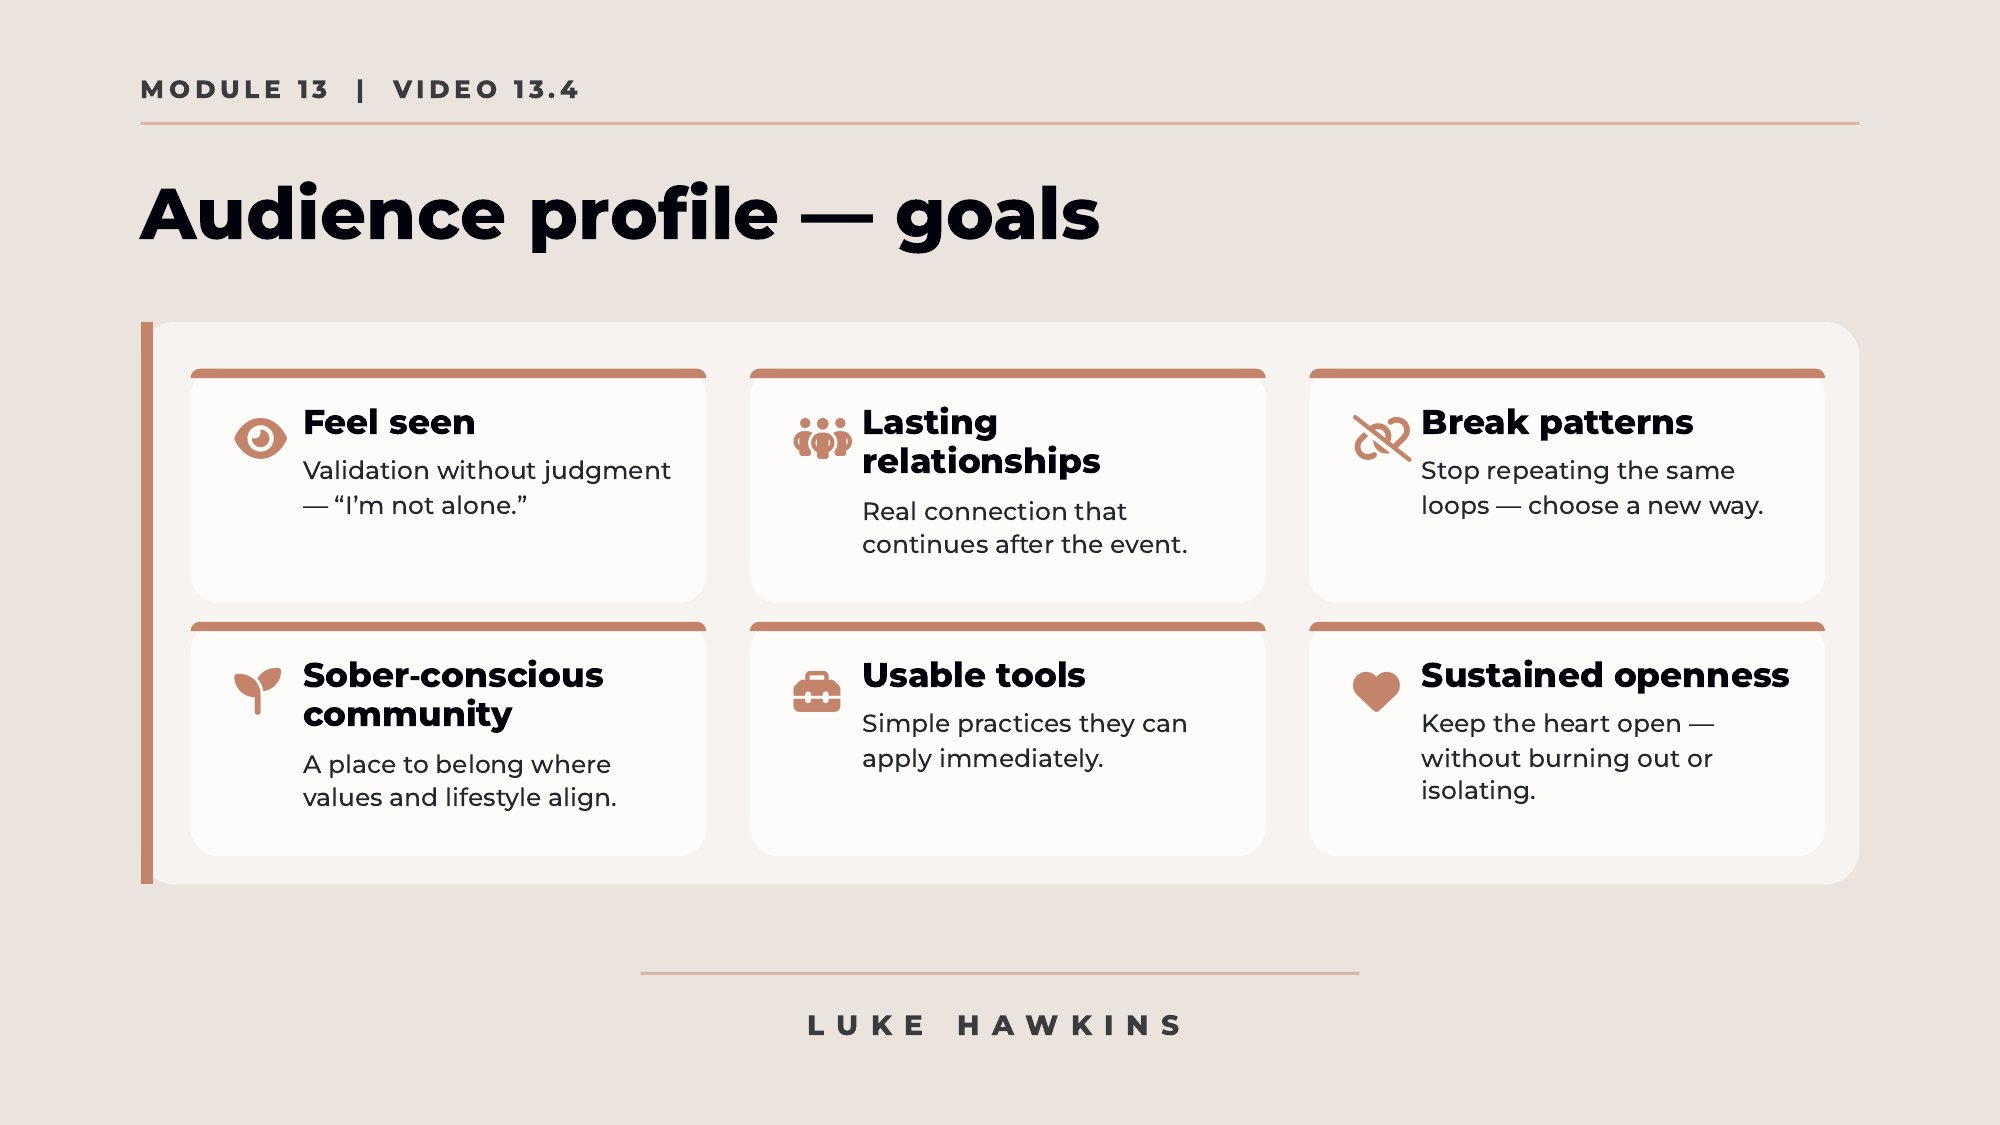 MODULE 13 | VIDEO 13.4
Audience profile — goals
Feel seen
Validation without judgment
— “I’m not alone.”
Lasting
relationships
Real connection that
continues after the event.
Break patterns
Stop repeating the same
loops — choose a new way.
Sober-conscious
community
A place to belong where
values and lifestyle align.
Usable tools
Simple practices they can
apply immediately.
Sustained openness
Keep the heart open —
without burning out or
isolating.
LUKE HAWKINS